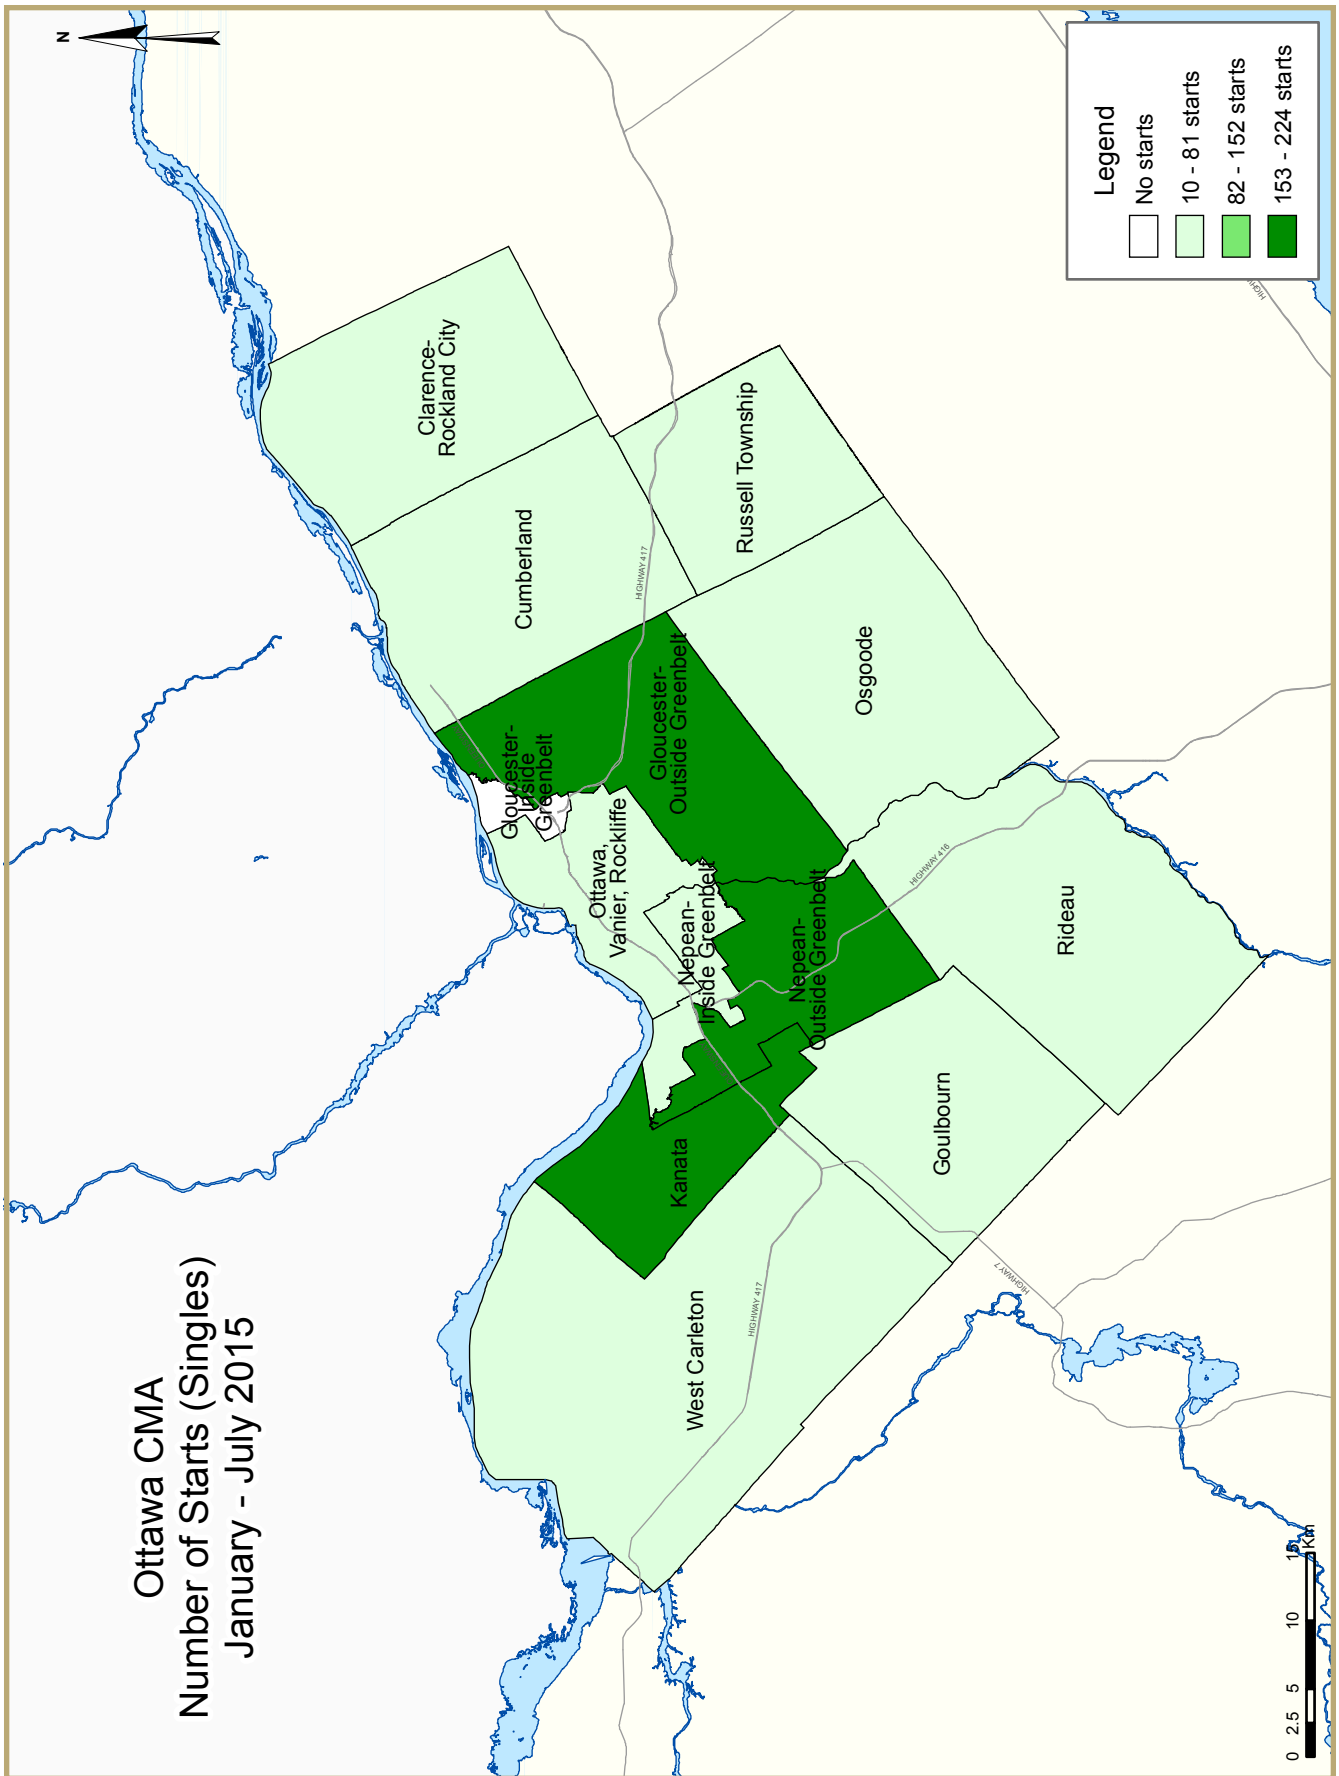 Ottawa CMA
Number of Starts (Singles)
January - July 2015
N
Legend
No starts
10 - 81 starts
82 - 152 starts
153 - 224 starts
Clarence-
Rockland City
Cumberland
Russell Township
HIGHWAY 417
Gloucester-
Inside
Greenbelt
Gloucester-
Outside Greenbelt
Osgoode
Ottawa,
Vanier, Rockliffe
Nepean-
Inside Greenbelt
Nepean-
Outside Greenbelt
HIGHWAY 416
Rideau
Kanata
Goulbourn
West Carleton
HIGHWAY 417
HIGHWAY 7
0 2.5 5 10 15
Km